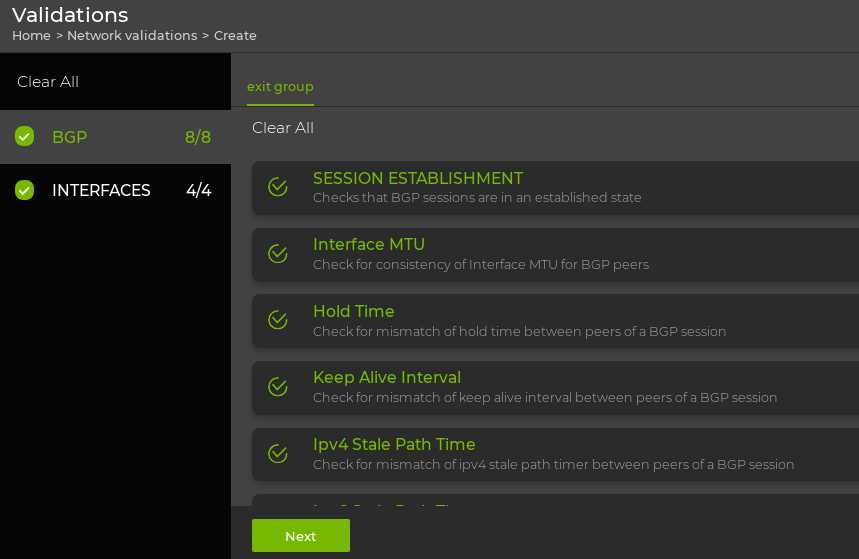 Validations
Home > Network validations > Create
Clear All
BGP 8/8
INTERFACES 4/4
exit group
Clear All
SESSION ESTABLISHMENT
Checks that BGP sessions are in an established state
Interface MTU
Check for consistency of Interface MTU for BGP peers
Hold Time
Check for mismatch of hold time between peers of a BGP session
Keep Alive Interval
Check for mismatch of keep alive interval between peers of a BGP session
Ipv4 Stale Path Time
Check for mismatch of ipv4 stale path timer between peers of a BGP session
Next